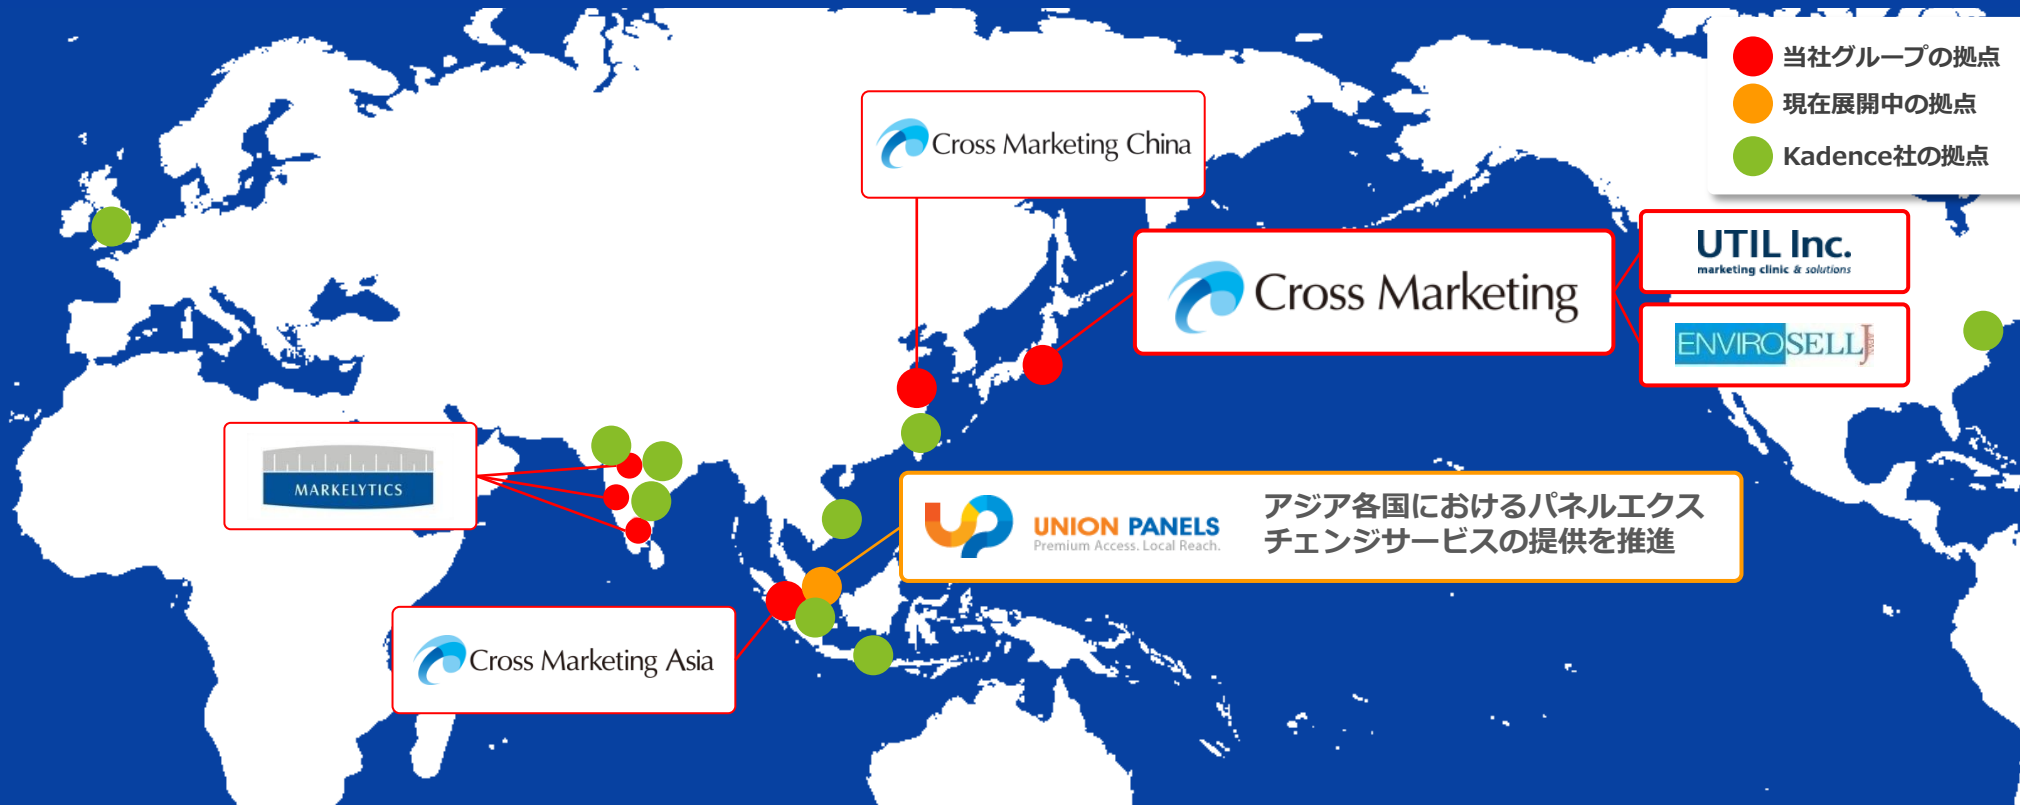 当社グループの拠点
現在展開中の拠点
Kadence社の拠点
Cross Marketing China
Cross Marketing
UTIL Inc.
marketing clinic & solutions
ENVIROSELL
JAPAN
MARKELYTICS
UNION PANELS
Premium Access. Local Reach.
アジア各国におけるパネルエクス
チェンジサービスの提供を推進
Cross Marketing Asia